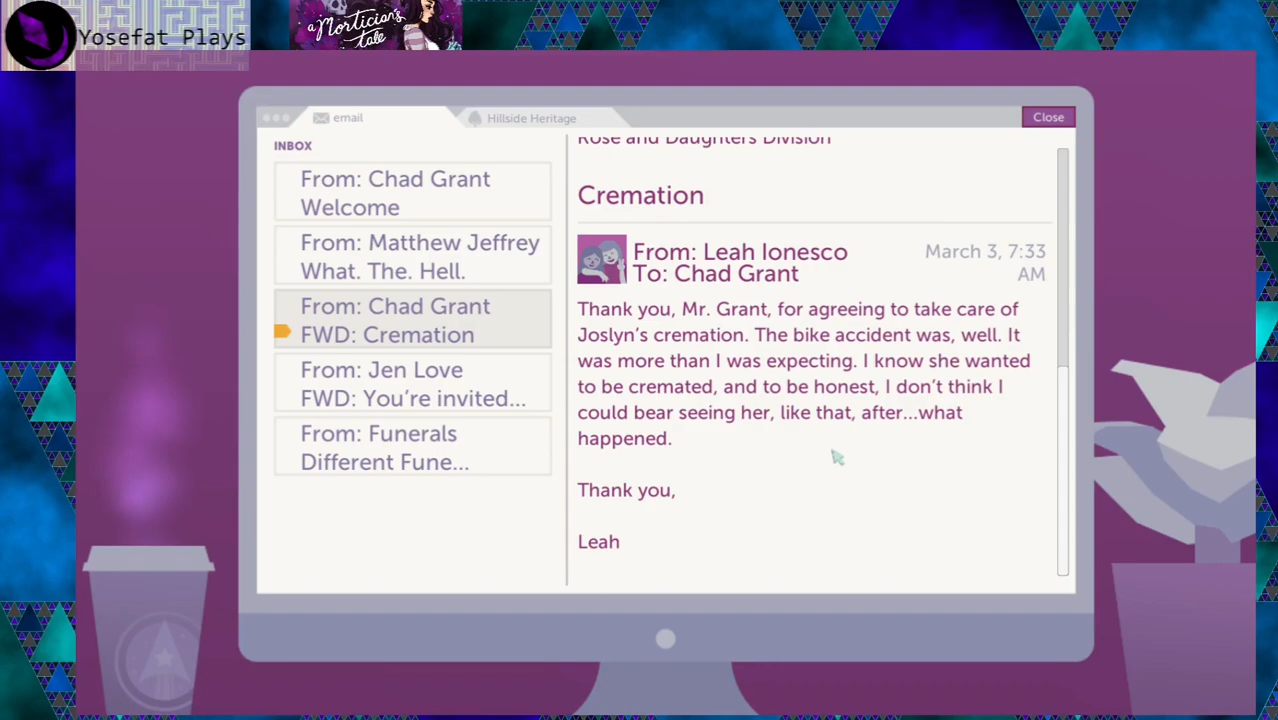 Yosefat Plays
a Mortician's
tale
email
Hillside Heritage
Close
INBOX
From: Chad Grant
Welcome
From: Matthew Jeffrey
What. The. Hell.
From: Chad Grant
FWD: Cremation
From: Jen Love
FWD: You're invited...
From: Funerals
Different Fune...
Rose and Daughters Division
Cremation
From: Leah Ionesco
To: Chad Grant
March 3, 7:33
AM
Thank you, Mr. Grant, for agreeing to take care of
Joslyn's cremation. The bike accident was, well. It
was more than I was expecting. I know she wanted
to be cremated, and to be honest, I don't think I
could bear seeing her, like that, after...what
happened.
Thank you,
Leah